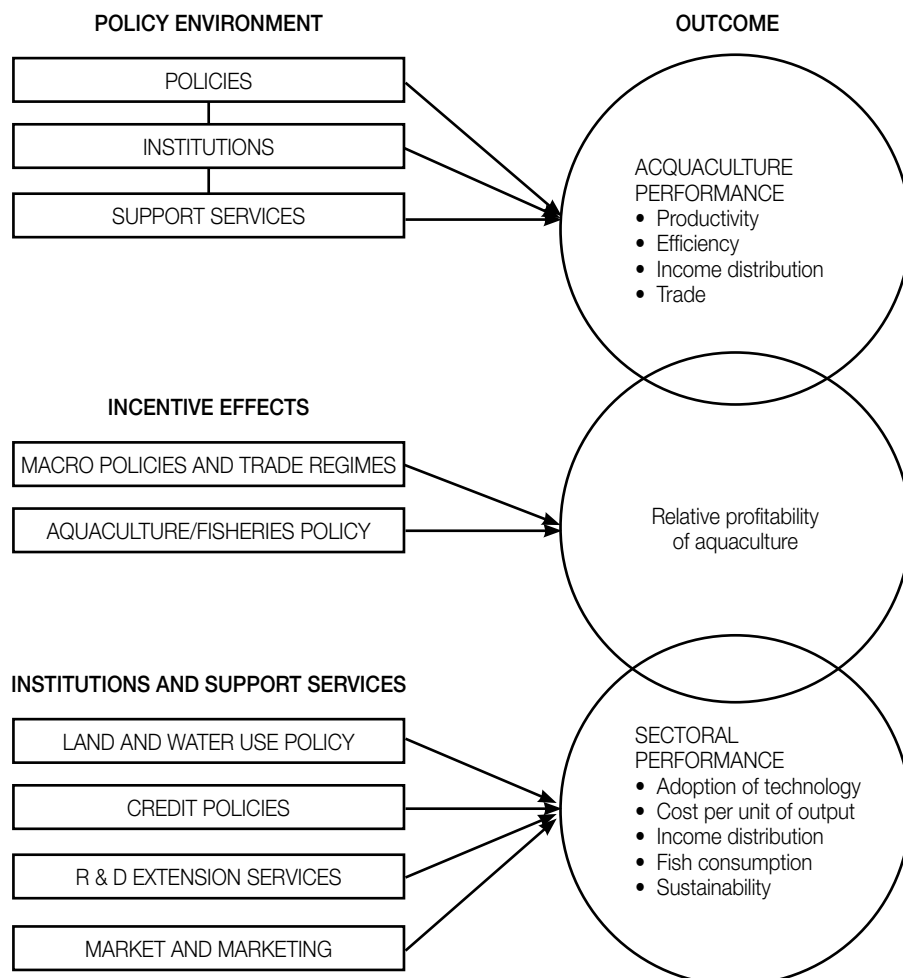 POLICY ENVIRONMENT
OUTCOME
POLICIES
INSTITUTIONS
SUPPORT SERVICES
ACQUACULTURE
PERFORMANCE
• Productivity
• Efficiency
• Income distribution
• Trade
INCENTIVE EFFECTS
MACRO POLICIES AND TRADE REGIMES
AQUACULTURE/FISHERIES POLICY
Relative profitability
of aquaculture
INSTITUTIONS AND SUPPORT SERVICES
LAND AND WATER USE POLICY
CREDIT POLICIES
R & D EXTENSION SERVICES
MARKET AND MARKETING
SECTORAL
PERFORMANCE
• Adoption of technology
• Cost per unit of output
• Income distribution
• Fish consumption
• Sustainability